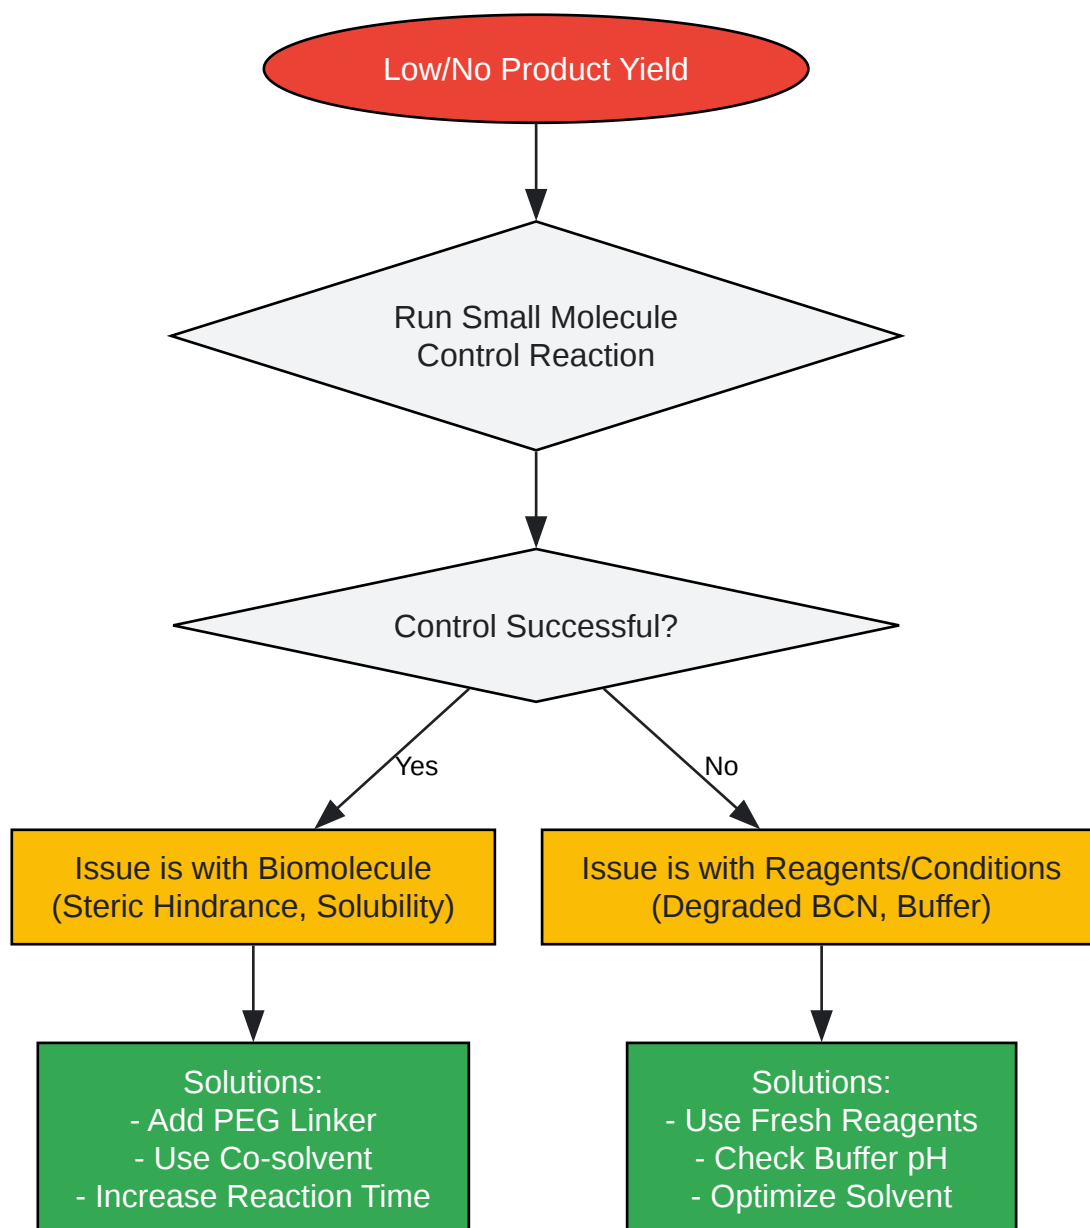 Low/No Product Yield
Run Small Molecule
Control Reaction
Control Successful?
Yes
No
Issue is with Biomolecule
(Steric Hindrance, Solubility)
Issue is with Reagents/Conditions
(Degraded BCN, Buffer)
Solutions:
- Add PEG Linker
- Use Co-solvent
- Increase Reaction Time
Solutions:
- Use Fresh Reagents
- Check Buffer pH
- Optimize Solvent